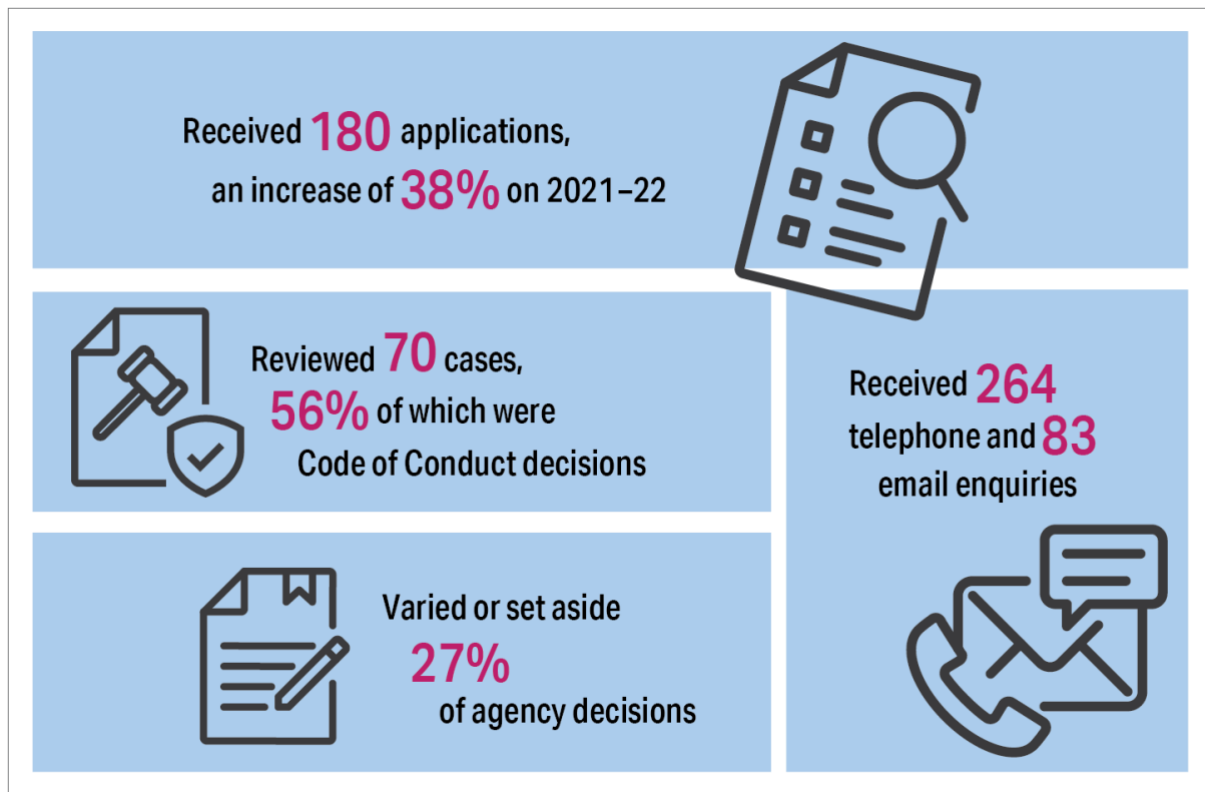 Received 180 applications,
an increase of 38% on 2021–22
Reviewed 70 cases,
56% of which were
Code of Conduct decisions
Received 264
telephone and 83
email enquiries
Varied or set aside
27%
of agency decisions